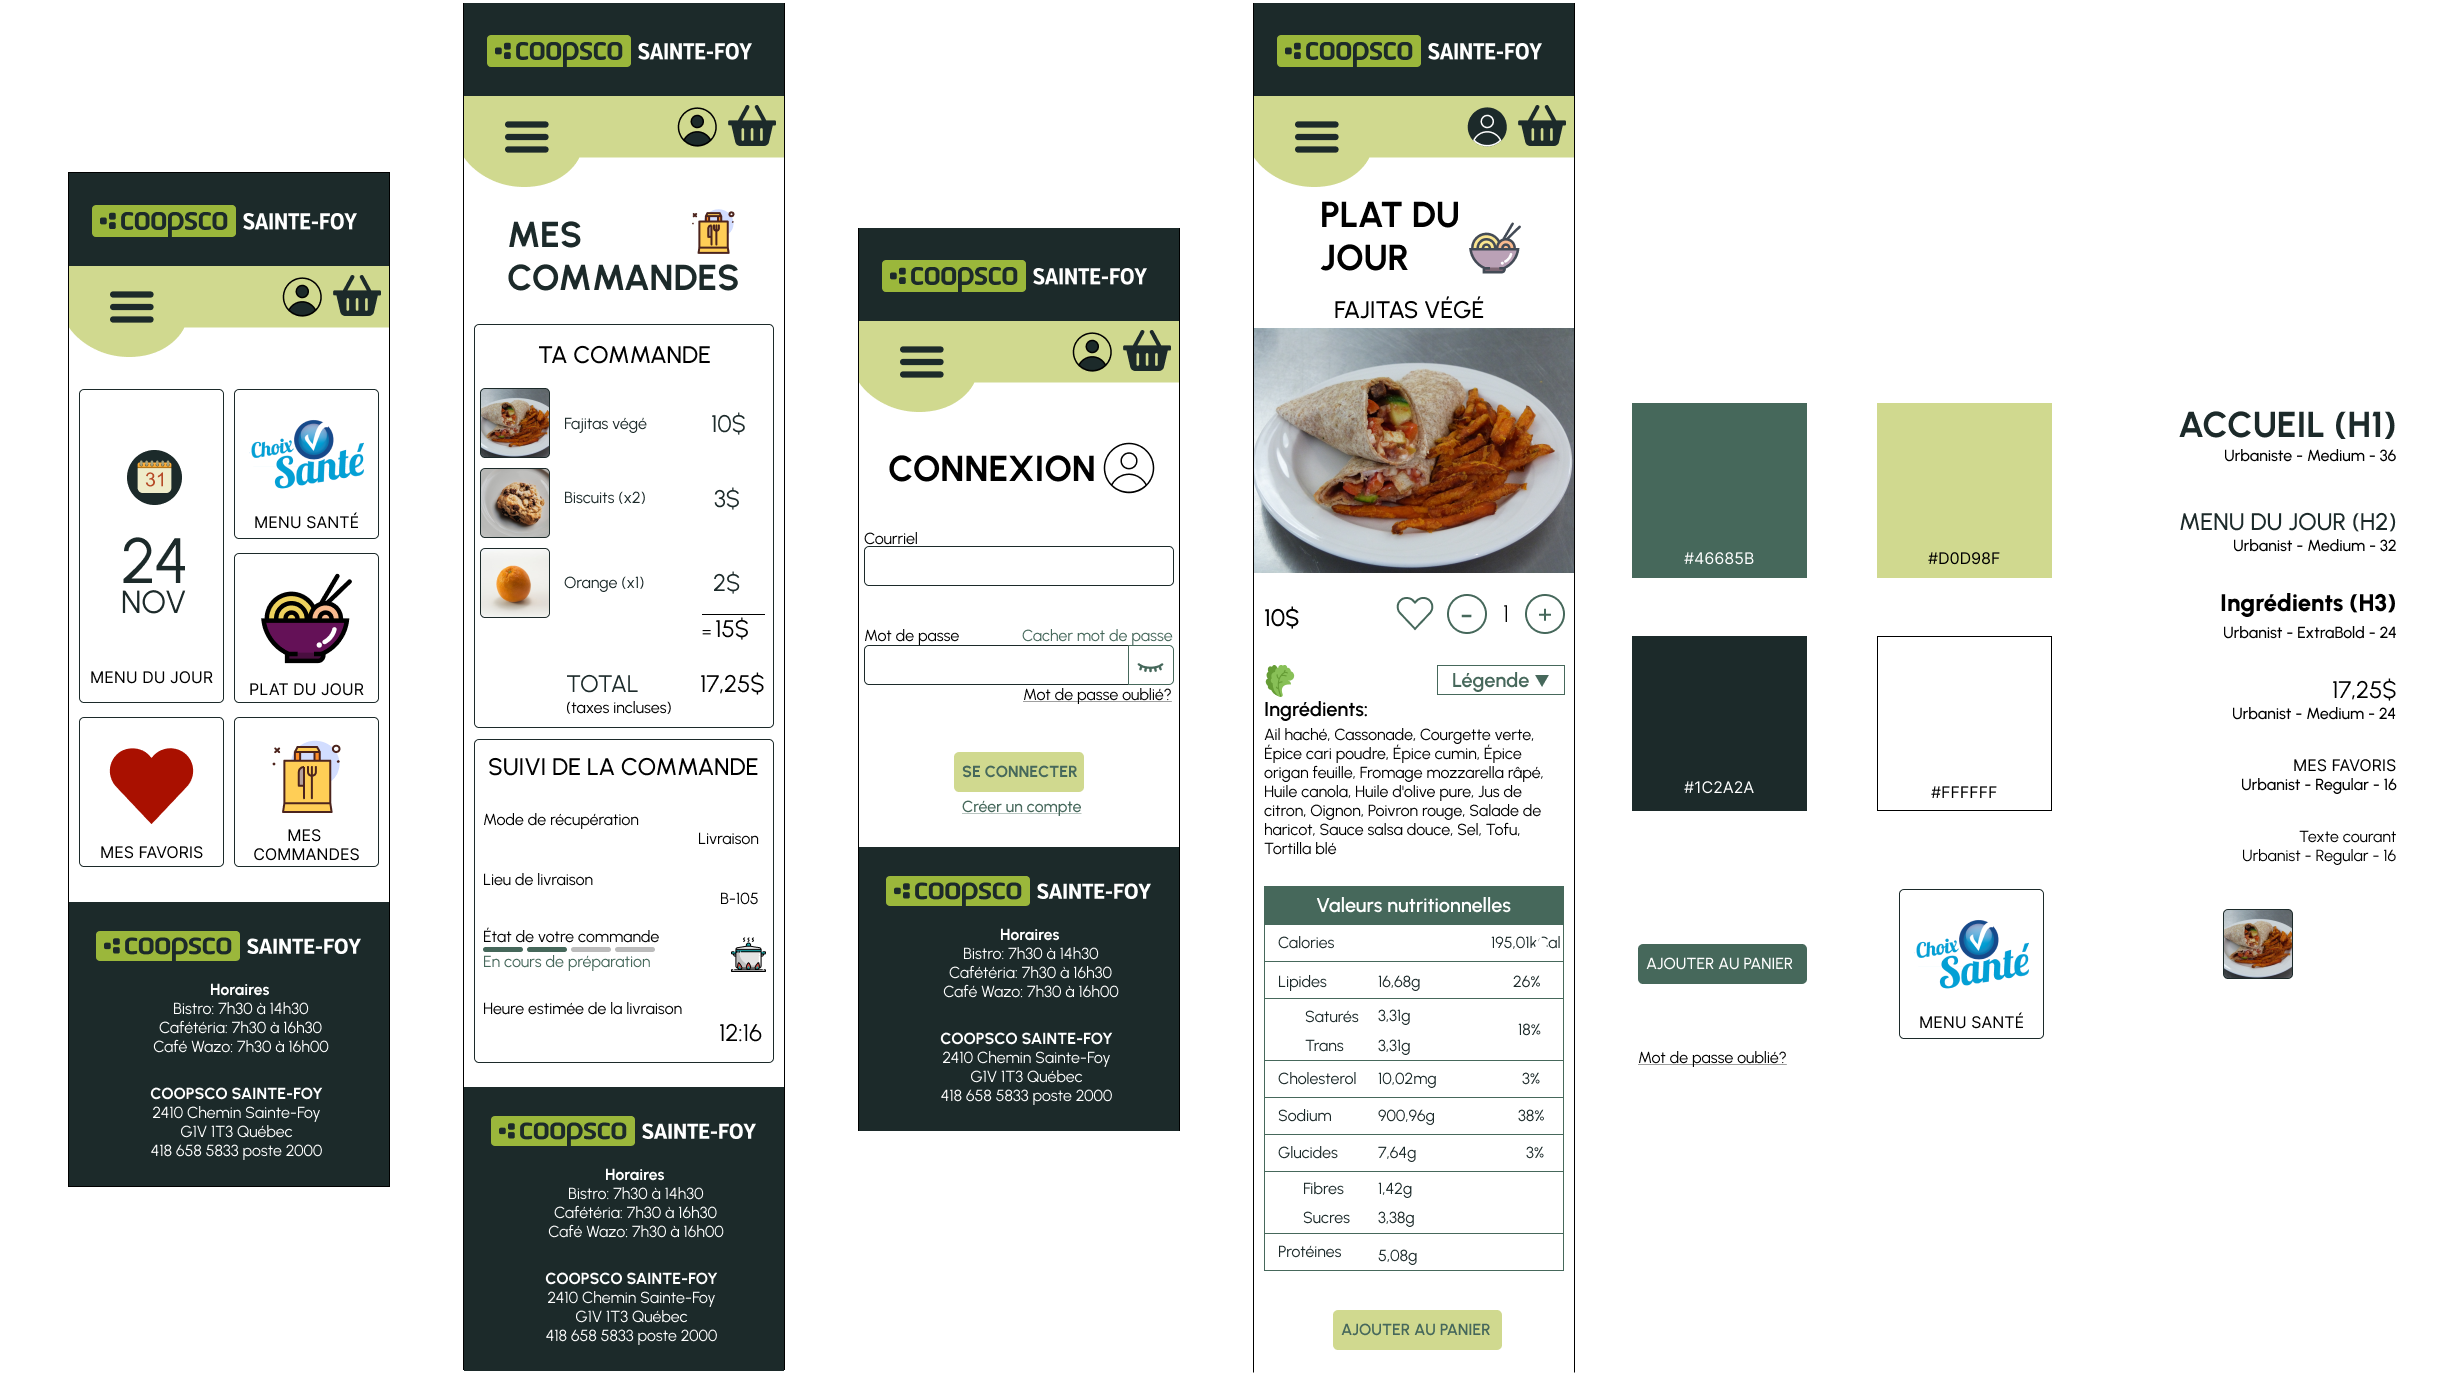 COOPSCO SAINTE-FOY
31
24
NOV
MENU DU JOUR
Choix
Santé
MENU SANTÉ
PLAT DU JOUR
MES FAVORIS
MES
COMMANDES
COOPSCO SAINTE-FOY
Horaires
Bistro: 7h30 à 14h30
Cafétéria: 7h30 à 16h30
Café Wazo: 7h30 à 16h00
COOPSCO SAINTE-FOY
2410 Chemin Sainte-Foy
G1V 1T3 Québec
418 658 5833 poste 2000
COOPSCO SAINTE-FOY
MES
COMMANDES
TA COMMANDE
Fajitas végé 10$
Biscuits (x2) 3$
Orange (x1) 2$
= 15$
TOTAL 17,25$
(taxes incluses)
SUIVI DE LA COMMANDE
Mode de récupération
Livraison
Lieu de livraison
B-105
État de votre commande
En cours de préparation
Heure estimée de la livraison
12:16
COOPSCO SAINTE-FOY
Horaires
Bistro: 7h30 à 14h30
Cafétéria: 7h30 à 16h30
Café Wazo: 7h30 à 16h00
COOPSCO SAINTE-FOY
2410 Chemin Sainte-Foy
G1V 1T3 Québec
418 658 5833 poste 2000
COOPSCO SAINTE-FOY
CONNEXION
Courriel
Mot de passe Cacher mot de passe
Mot de passe oublié?
SE CONNECTER
Créer un compte
COOPSCO SAINTE-FOY
Horaires
Bistro: 7h30 à 14h30
Cafétéria: 7h30 à 16h30
Café Wazo: 7h30 à 16h00
COOPSCO SAINTE-FOY
2410 Chemin Sainte-Foy
G1V 1T3 Québec
418 658 5833 poste 2000
COOPSCO SAINTE-FOY
PLAT DU
JOUR
FAJITAS VÉGÉ
10$ - 1 +
Légende ▼
Ingrédients:
Ail haché, Cassonade, Courgette verte,
Épice cari poudre, Épice cumin, Épice
origan feuille, Fromage mozzarella râpé,
Huile canola, Huile d'olive pure, Jus de
citron, Oignon, Poivron rouge, Salade de
haricot, Sauce salsa douce, Sel, Tofu,
Tortilla blé
Valeurs nutritionnelles
Calories 195,01kCal
Lipides 16,68g 26%
Saturés 3,31g
18%
Trans 3,31g
Cholesterol 10,02mg 3%
Sodium 900,96g 38%
Glucides 7,64g 3%
Fibres 1,42g
Sucres 3,38g
Protéines 5,08g
AJOUTER AU PANIER
#46685B
#D0D98F
#1C2A2A
#FFFFFF
AJOUTER AU PANIER
Mot de passe oublié?
Choix
Santé
MENU SANTÉ
ACCUEIL (H1)
Urbaniste - Medium - 36
MENU DU JOUR (H2)
Urbanist - Medium - 32
Ingrédients (H3)
Urbanist - ExtraBold - 24
17,25$
Urbanist - Medium - 24
MES FAVORIS
Urbanist - Regular - 16
Texte courant
Urbanist - Regular - 16